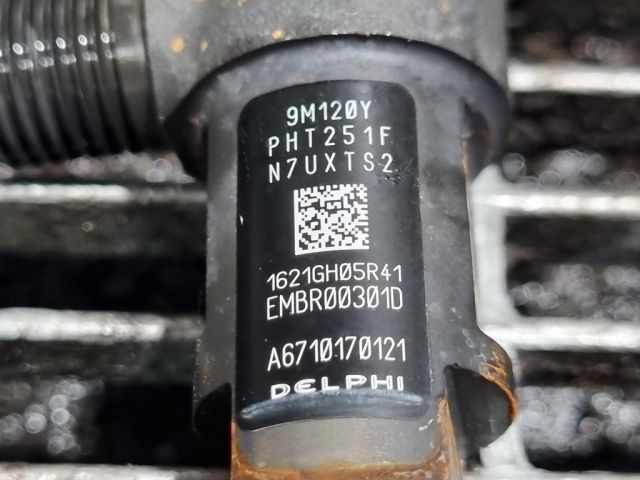 9M120Y
PHT251F
N7UXTS2
1621GH05R41
EMBR00301D
A6710170121
DELPHI